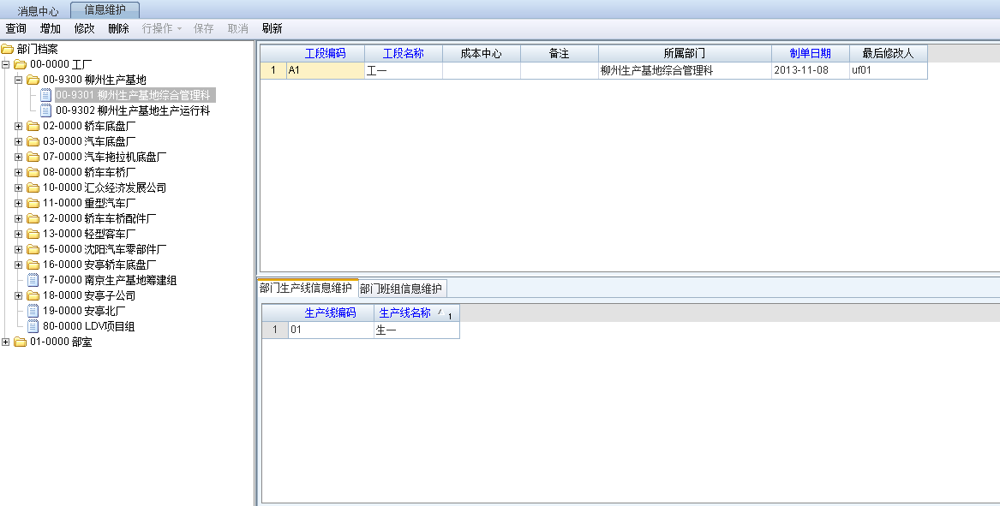 消息中心 信息维护
查询 增加 修改 删除 行操作 保存 取消 刷新
部门档案
00-0000 工厂
00-9300 柳州生产基地
00-9301 柳州生产基地综合管理科
00-9302 柳州生产基地生产运行科
02-0000 轿车底盘厂
03-0000 汽车底盘厂
07-0000 汽车拖拉机底盘厂
08-0000 轿车车桥厂
10-0000 汇众经济发展公司
11-0000 重型汽车厂
12-0000 轿车车桥配件厂
13-0000 轻型客车厂
15-0000 沈阳汽车零部件厂
16-0000 安亭轿车底盘厂
17-0000 南京生产基地筹建组
18-0000 安亭子公司
19-0000 安亭北厂
80-0000 LDV项目组
01-0000 部室
工段编码 工段名称 成本中心 备注 所属部门 制单日期 最后修改人
1 A1 工一 柳州生产基地综合管理科 2013-11-08 uf01
部门生产线信息维护 部门班组信息维护
生产线编码 生产线名称 1
1 01 生一